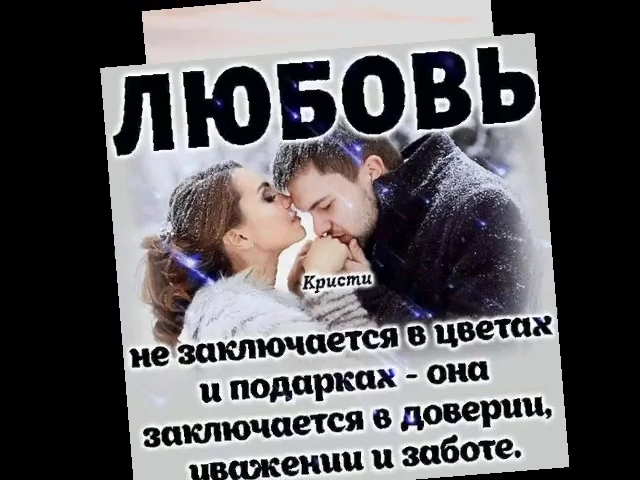 ЛЮБОВЬ
Кристи
не заключается в цветах
и подарках - она
заключается в доверии,
уважении и заботе.